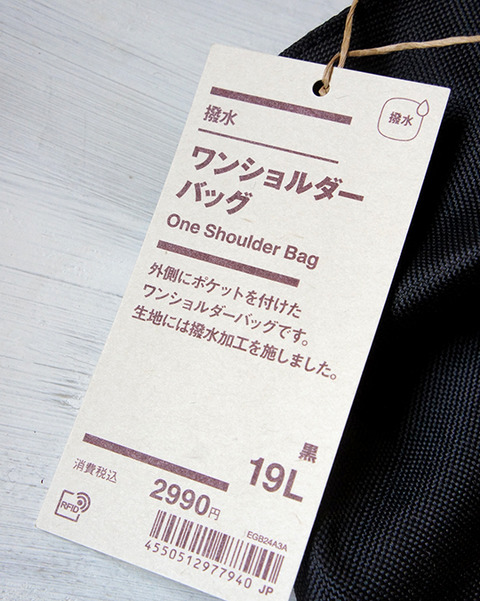 撥水
撥水
ワンショルダー
バッグ
One Shoulder Bag
外側にポケットを付けた
ワンショルダーバッグです。
生地には撥水加工を施しました。
黒
19L
消費税込
2990円
RFID
EGB24A3A
4550512977940 JP